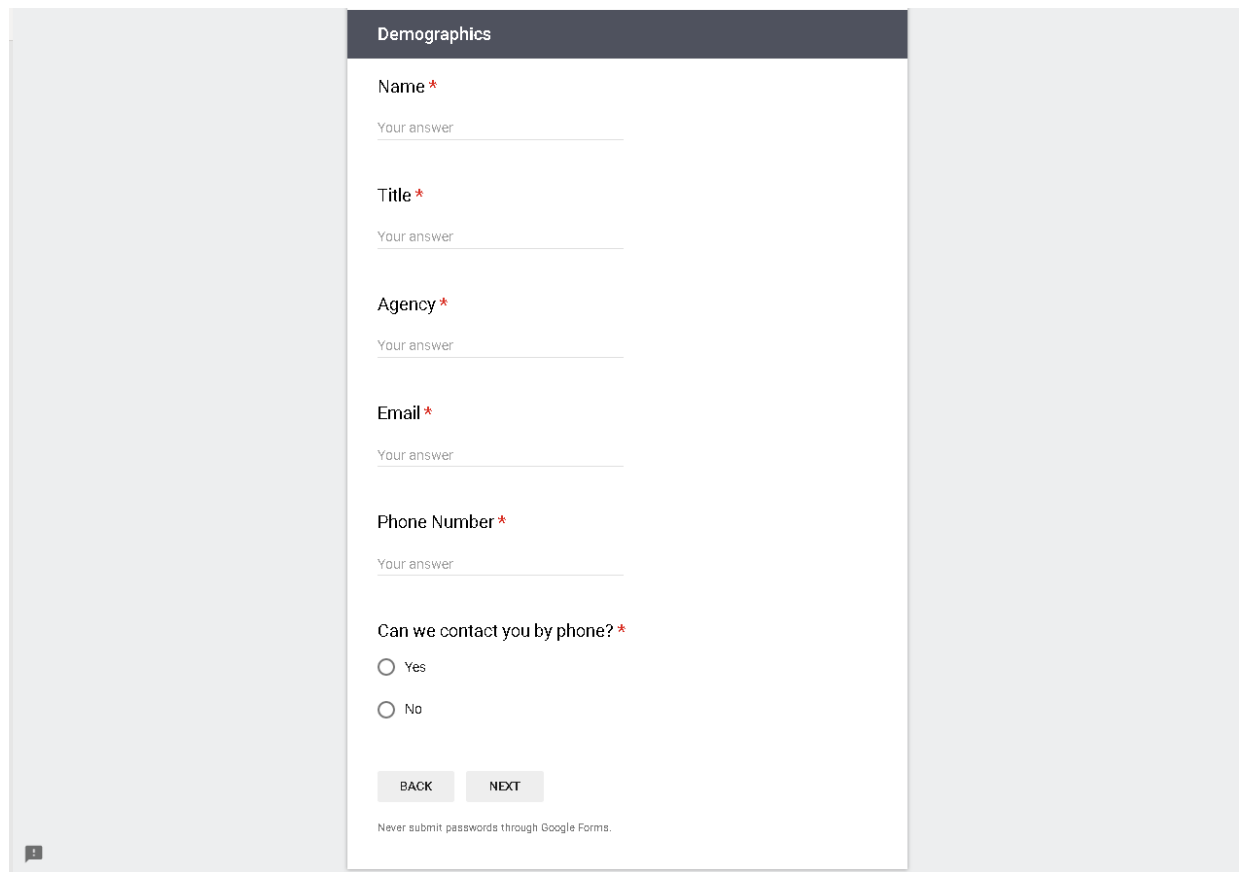 Demographics
Name *
Your answer
Title *
Your answer
Agency *
Your answer
Email *
Your answer
Phone Number *
Your answer
Can we contact you by phone? *
Yes
No
BACK NEXT
Never submit passwords through Google Forms.
!